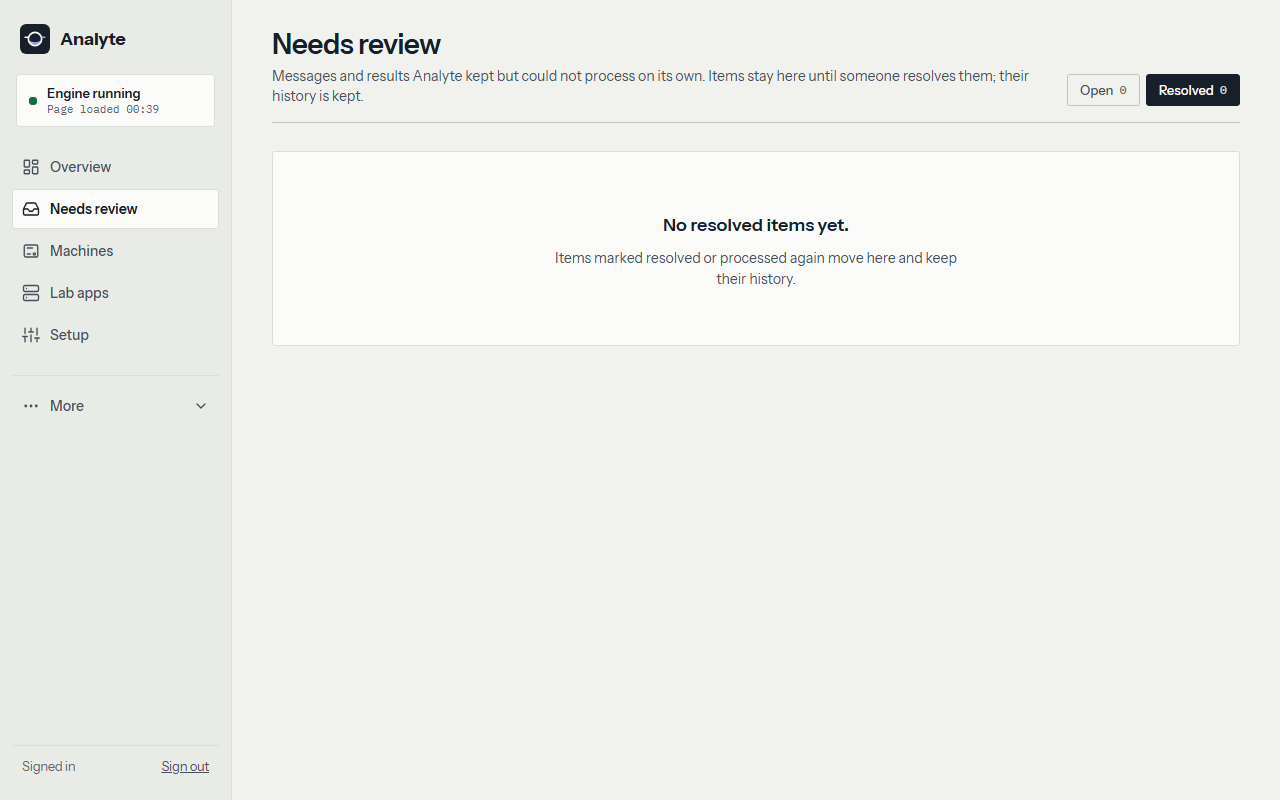 Analyte
Engine running
Page loaded 00:39
Overview
Needs review
Machines
Lab apps
Setup
More
Signed in
Sign out
Needs review
Messages and results Analyte kept but could not process on its own. Items stay here until someone resolves them; their
history is kept.
Open 0
Resolved 0
No resolved items yet.
Items marked resolved or processed again move here and keep
their history.